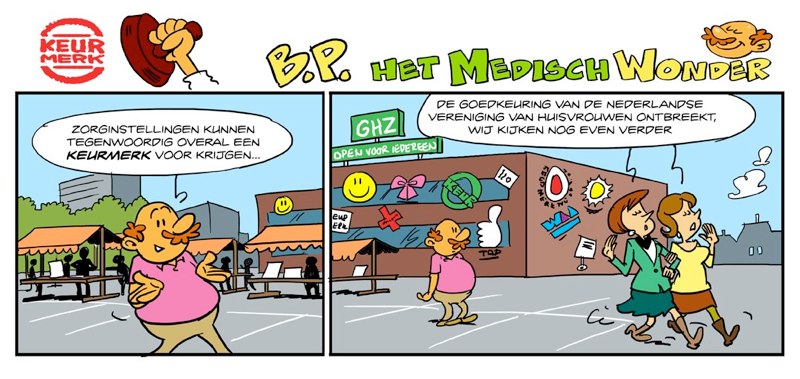 KEUR
MERK
B.P. HET MEDISCH WONDER
ZORGINSTELLINGEN KUNNEN
TEGENWOORDIG OVERAL EEN
KEURMERK VOOR KRIJGEN...
DE GOEDKEURING VAN DE NEDERLANDSE
VERENIGING VAN HUISVROUWEN ONTBREEKT,
WIJ KIJKEN NOG EVEN VERDER
GHZ
OPEN VOOR IEDEREEN
TOP